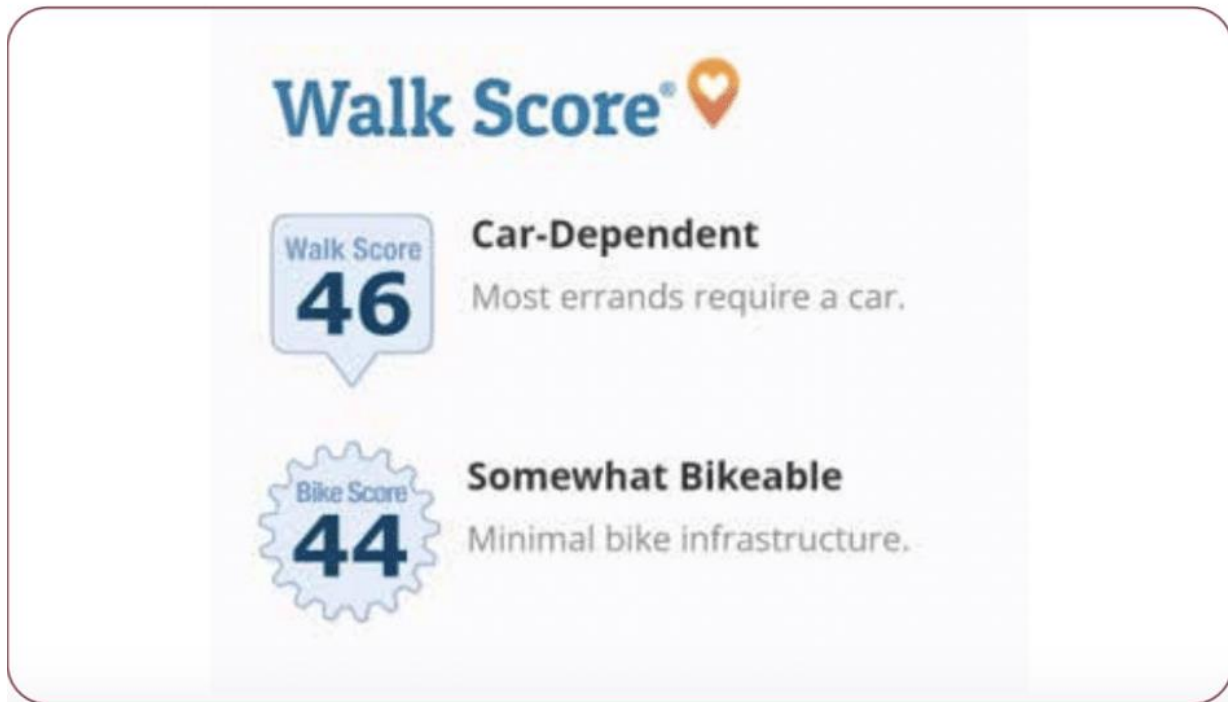 Walk Score®
Walk Score
46
Car-Dependent
Most errands require a car.
Bike Score
44
Somewhat Bikeable
Minimal bike infrastructure.